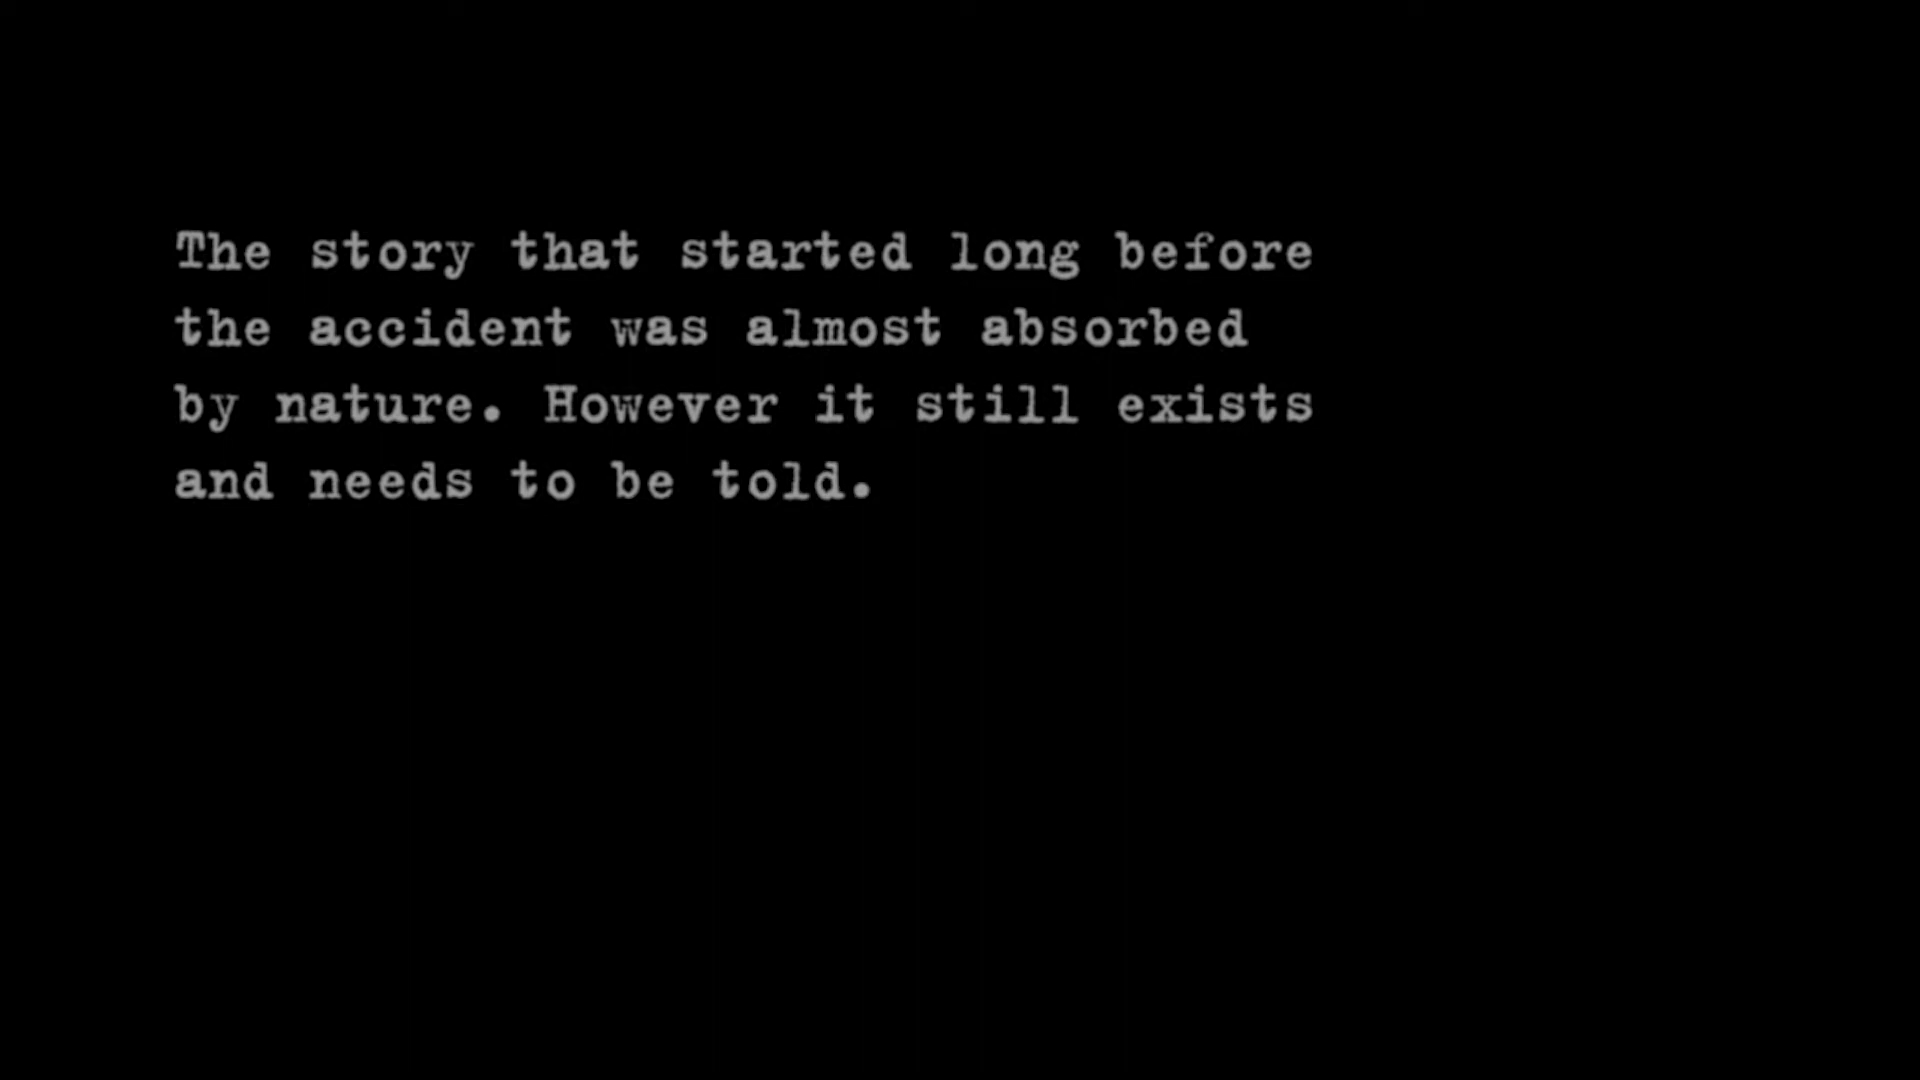 The story that started long before
the accident was almost absorbed
by nature. However it still exists
and needs to be told.